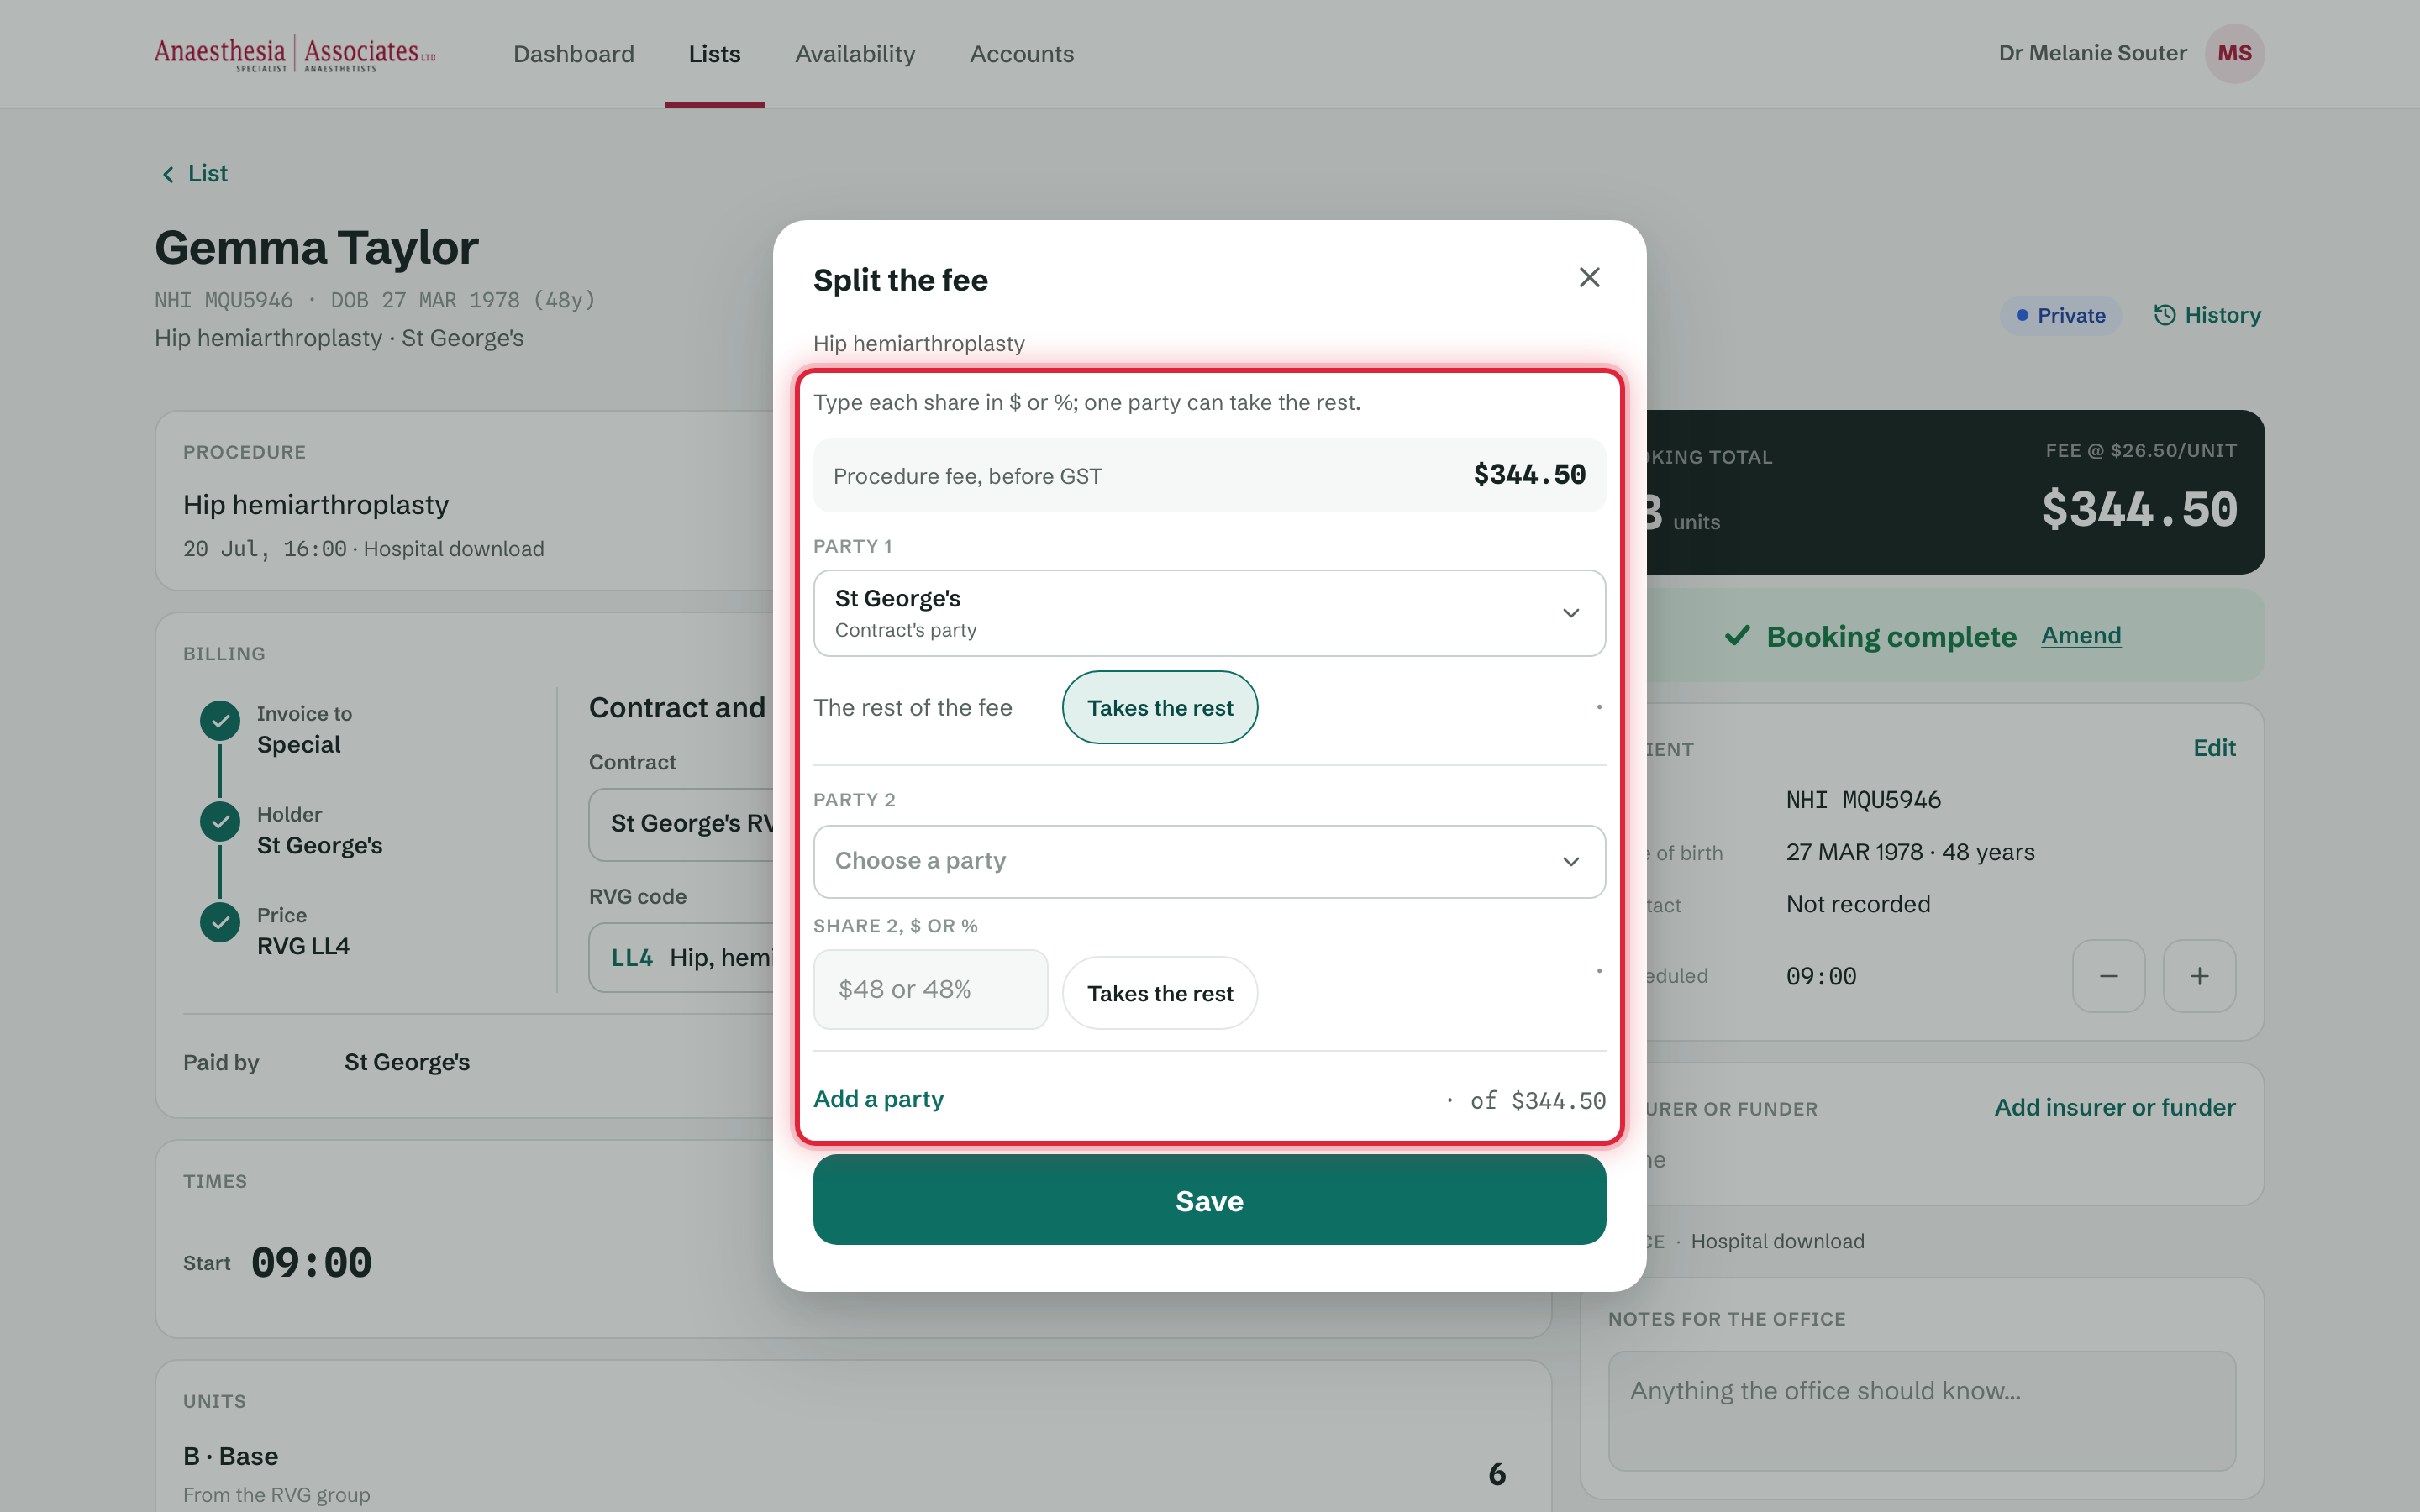 Anaesthesia | Associates LTD
SPECIALIST ANAESTHETISTS
Dashboard
Lists
Availability
Accounts
Dr Melanie Souter
MS
List
Gemma Taylor
NHI MQU5946 · DOB 27 MAR 1978 (48y)
Hip hemiarthroplasty · St George's
Private
History
PROCEDURE
Hip hemiarthroplasty
20 Jul, 16:00 · Hospital download
BILLING
Invoice to
Special
Holder
St George's
Price
RVG LL4
Contract and
Contract
St George's
RVG code
LL4 Hip,
Paid by
St George's
TIMES
Start 09:00
UNITS
B · Base
From the RVG group
6
Split the fee
Hip hemiarthroplasty
Type each share in $ or %; one party can take the rest.
Procedure fee, before GST
$344.50
PARTY 1
St George's
Contract's party
The rest of the fee
Takes the rest
·
PARTY 2
Choose a party
SHARE 2, $ OR %
$48 or 48%
Takes the rest
·
Add a party
· of $344.50
Save
TOTAL
units
FEE @ $26.50/UNIT
$344.50
Booking complete
Amend
Edit
NHI MQU5946
of birth
27 MAR 1978 · 48 years
Not recorded
09:00
−
+
OR FUNDER
Add insurer or funder
· Hospital download
NOTES FOR THE OFFICE
Anything the office should know...